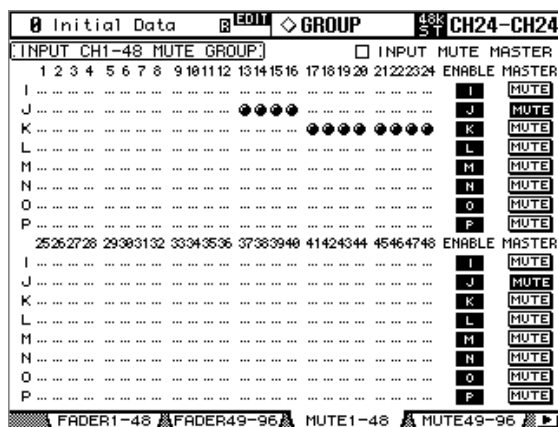 0 Initial Data R EDIT ◇GROUP 48K ST CH24-CH24
INPUT CH1-48 MUTE GROUP □ INPUT MUTE MASTER
1 2 3 4 5 6 7 8 9 10 11 12 13 14 15 16 17 18 19 20 21 22 23 24 ENABLE MASTER
I I MUTE
J J MUTE
K K MUTE
L L MUTE
M M MUTE
N N MUTE
O O MUTE
P P MUTE
25 26 27 28 29 30 31 32 33 34 35 36 37 38 39 40 41 42 43 44 45 46 47 48 ENABLE MASTER
I I MUTE
J J MUTE
K K MUTE
L L MUTE
M M MUTE
N N MUTE
O O MUTE
P P MUTE
FADER1-48 FADER49-96 MUTE1-48 MUTE49-96